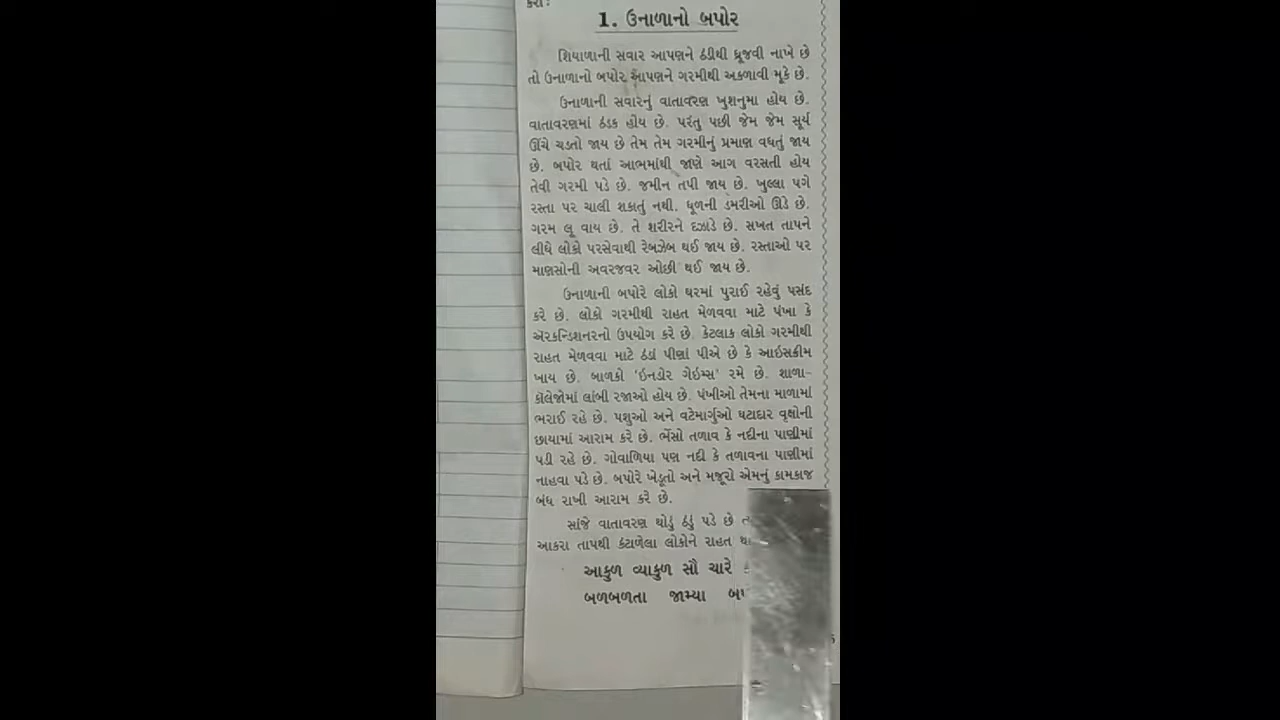 કરો:
1. ઉનાળાનો બપોર
શિયાળાની સવાર આપણને ઠંડીથી ધ્રૂજવી નાખે છે
તો ઉનાળાનો બપોર આપણને ગરમીથી અકળાવી મૂકે છે.
ઉનાળાની સવારનું વાતાવરણ ખુશનુમા હોય છે.
વાતાવરણમાં ઠંડક હોય છે. પરંતુ પછી જેમ જેમ સૂર્ય
ઊંચે ચડતો જાય છે તેમ તેમ ગરમીનું પ્રમાણ વધતું જાય
છે. બપોર થતાં આભમાંથી જાણે આગ વરસતી હોય
તેવી ગરમી પડે છે. જમીન તપી જાય છે. ખુલ્લા પગે
રસ્તા પર ચાલી શકાતું નથી. ધૂળની ડમરીઓ ઊડે છે.
ગરમ લૂ વાય છે. તે શરીરને દઝાડે છે. સખત તાપને
લીધે લોકો પરસેવાથી રેબઝેબ થઈ જાય છે. રસ્તાઓ પર
માણસોની અવરજવર ઓછી થઈ જાય છે.
ઉનાળાની બપોરે લોકો ઘરમાં પુરાઈ રહેવું પસંદ
કરે છે. લોકો ગરમીથી રાહત મેળવવા માટે પંખા કે
ઍરકન્ડિશનરનો ઉપયોગ કરે છે. કેટલાક લોકો ગરમીથી
રાહત મેળવવા માટે ઠંડાં પીણાં પીએ છે કે આઇસક્રીમ
ખાય છે. બાળકો 'ઇનડોર ગેઇમ્સ' રમે છે. શાળા-
કૉલેજોમાં લાંબી રજાઓ હોય છે. પંખીઓ તેમના માળામાં
ભરાઈ રહે છે. પશુઓ અને વટેમાર્ગુઓ ઘટાદાર વૃક્ષોની
છાયામાં આરામ કરે છે. ભેંસો તળાવ કે નદીના પાણીમાં
પડી રહે છે. ગોવાળિયા પણ નદી કે તળાવના પાણીમાં
નાહવા પડે છે. બપોરે ખેડૂતો અને મજૂરો એમનું કામકાજ
બંધ રાખી આરામ કરે છે.
સાંજે વાતાવરણ થોડું ઠંડું પડે છે
આકરા તાપથી કંટાળેલા લોકોને રાહત
આકુળ વ્યાકુળ સૌ ચારે
બળબળતા જામ્યા